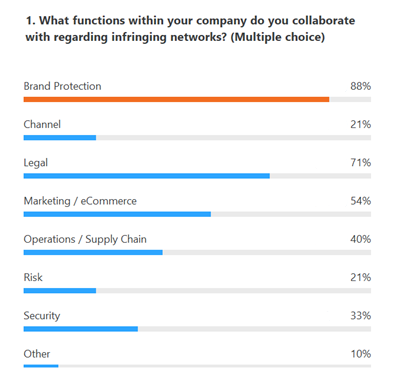 1. What functions within your company do you collaborate
with regarding infringing networks? (Multiple choice)
Brand Protection 88%
Channel 21%
Legal 71%
Marketing / eCommerce 54%
Operations / Supply Chain 40%
Risk 21%
Security 33%
Other 10%